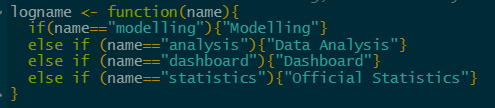 logname <- function(name){
  if(name=="modelling"){"Modelling"}
  else if (name=="analysis"){"Data Analysis"}
  else if (name=="dashboard"){"Dashboard"}
  else if (name=="statistics"){"Official Statistics"}
}